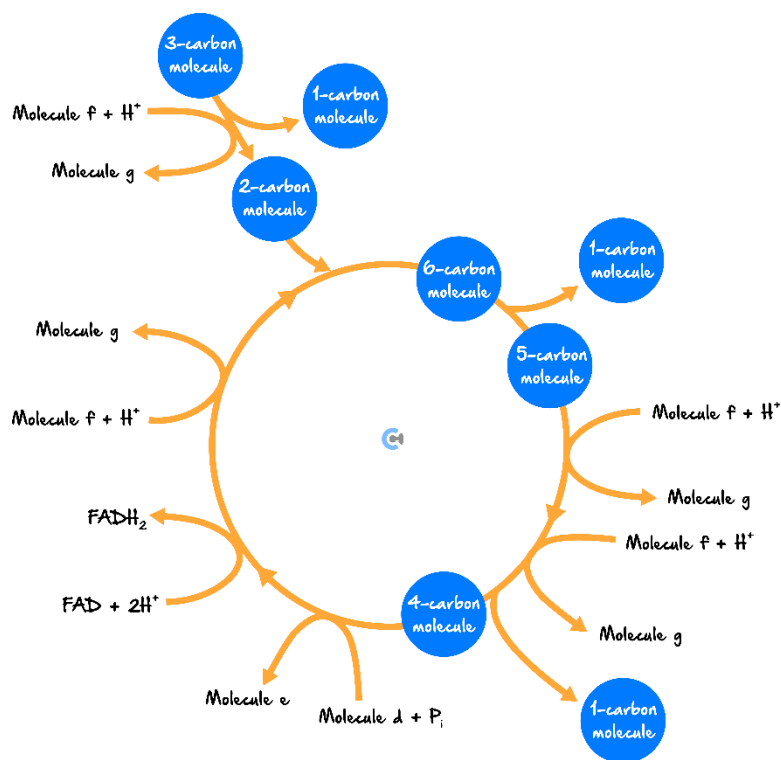 3-carbon
molecule
1-carbon
molecule
Molecule f + H⁺
Molecule g
2-carbon
molecule
6-carbon
molecule
1-carbon
molecule
5-carbon
molecule
Molecule g
Molecule f + H⁺
Molecule f + H⁺
Molecule g
FADH₂
Molecule f + H⁺
FAD + 2H⁺
4-carbon
molecule
Molecule g
Molecule e
Molecule d + Pᵢ
1-carbon
molecule